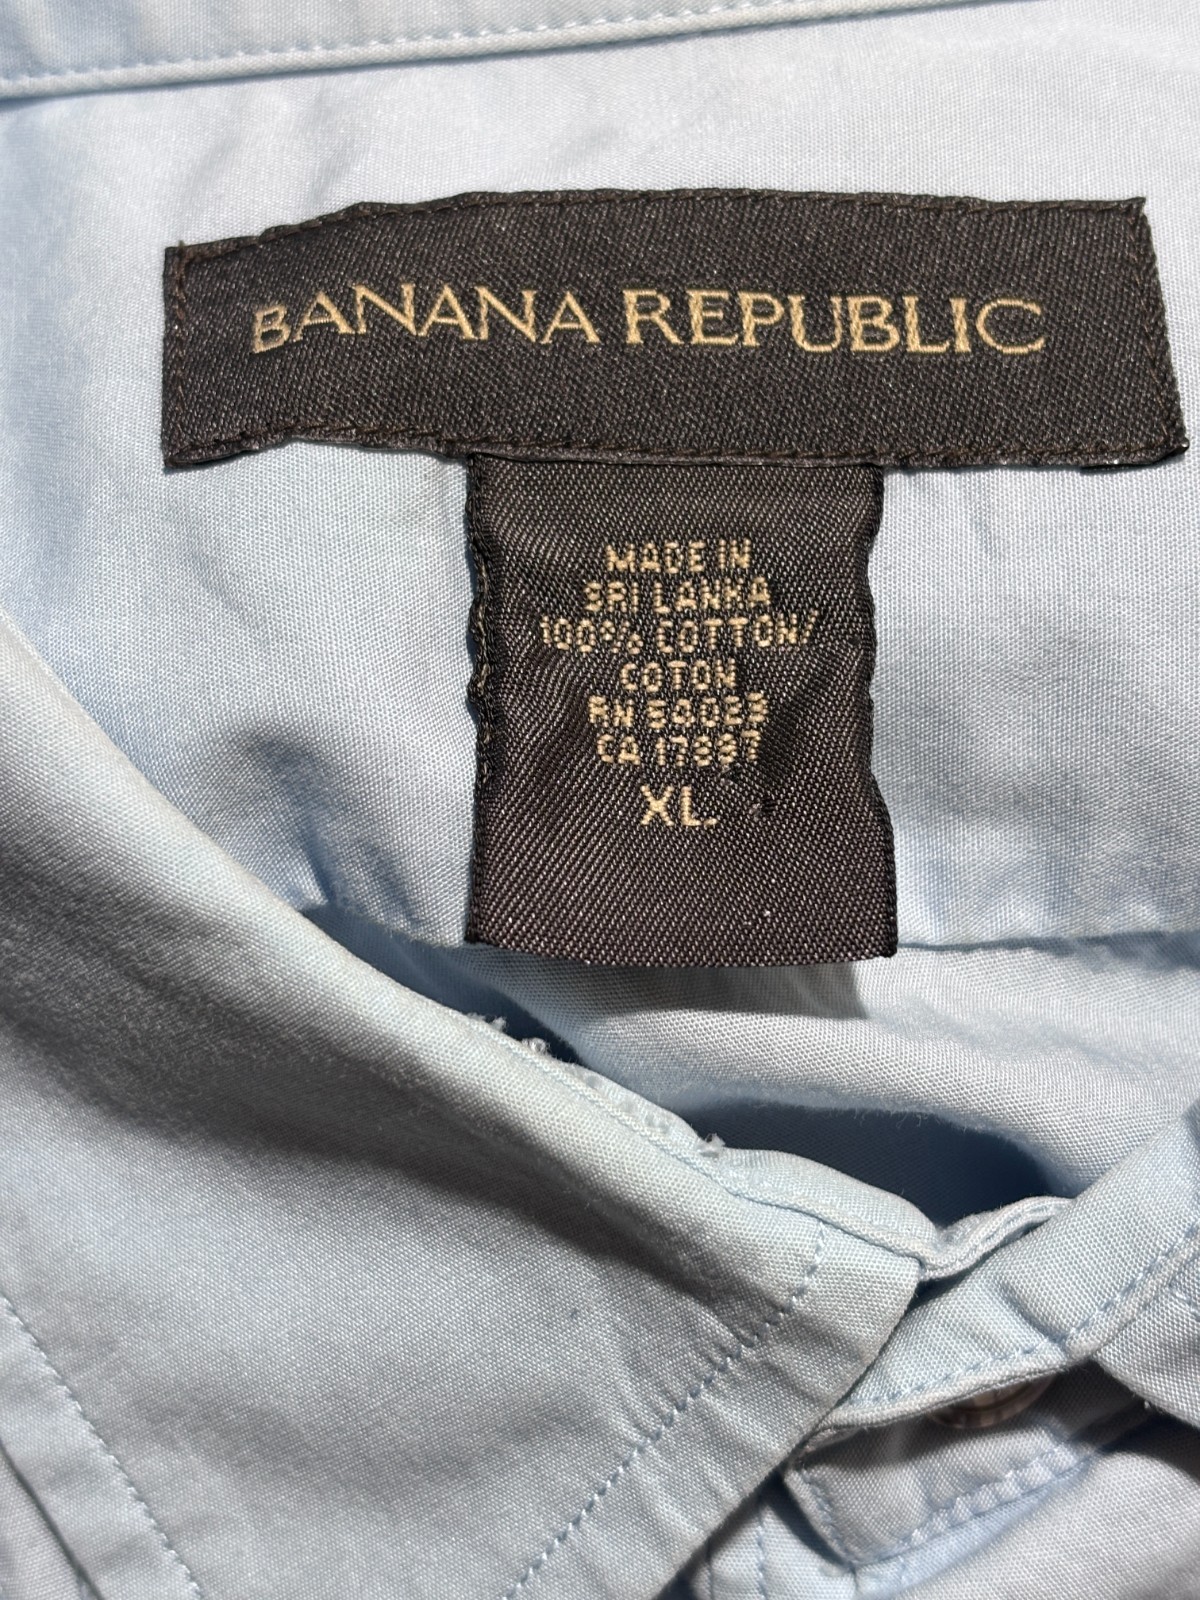 BANANA REPUBLIC
MADE IN
SRI LANKA
100% COTTON/
COTON
RN 54023
CA 17897
XL